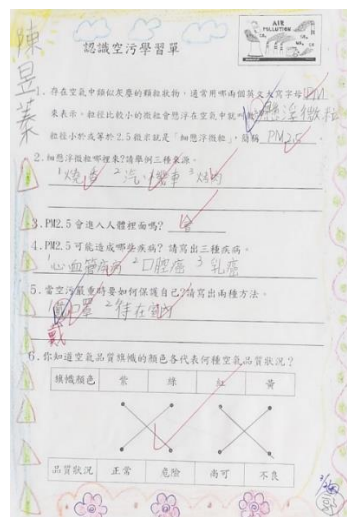 陳昱蓁
認識空污學習單
AIR
POLLUTION
1. 存在空氣中類似灰塵的顆粒狀物，通常用哪兩個英文大寫字母 PM
來表示。粒徑比較小的微粒會懸浮在空氣中就叫做懸浮微粒
粒徑小於或等於2.5微米就是「細懸浮微粒」，簡稱 PM2.5。
2. 細懸浮微粒哪裡來?請舉例三種來源。
1燒香 2汽、機車 3烤肉
3. PM2.5會進入人體裡面嗎? 會
4. PM2.5可能造成哪些疾病? 請寫出三種疾病。
1心血管疾病 2口腔癌 3乳癌
5. 當空污嚴重時要如何保護自己?請寫出兩種方法。
口罩 2待在室內
戴
6. 你知道空氣品質旗幟的顏色各代表何種空氣品質狀況?
旗幟顏色 紫 綠 紅 黃
品質狀況 正常 危險 尚可 不良